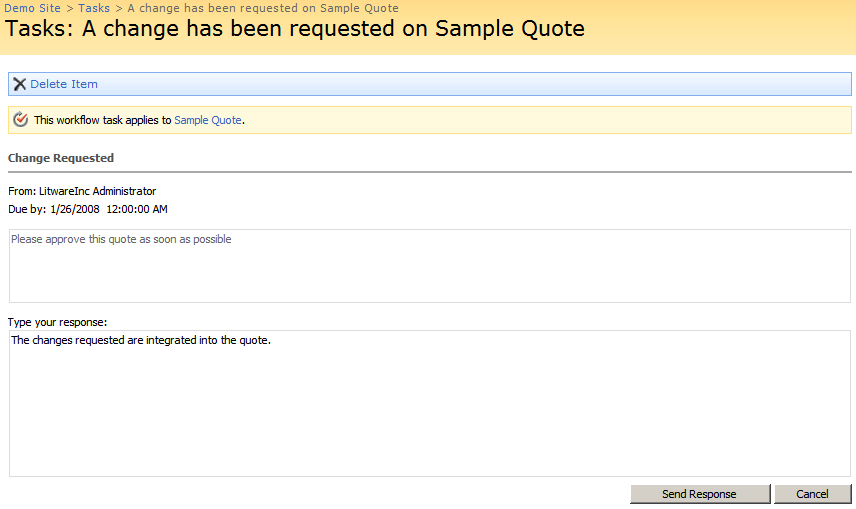 Demo Site > Tasks > A change has been requested on Sample Quote
Tasks: A change has been requested on Sample Quote
Delete Item
This workflow task applies to Sample Quote.
Change Requested
From: LitwareInc Administrator
Due by: 1/26/2008 12:00:00 AM
Please approve this quote as soon as possible
Type your response:
The changes requested are integrated into the quote.
Send Response Cancel